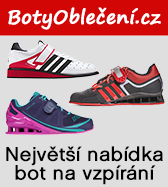 BotyOblečení.cz
Největší nabídka
bot na vzpírání